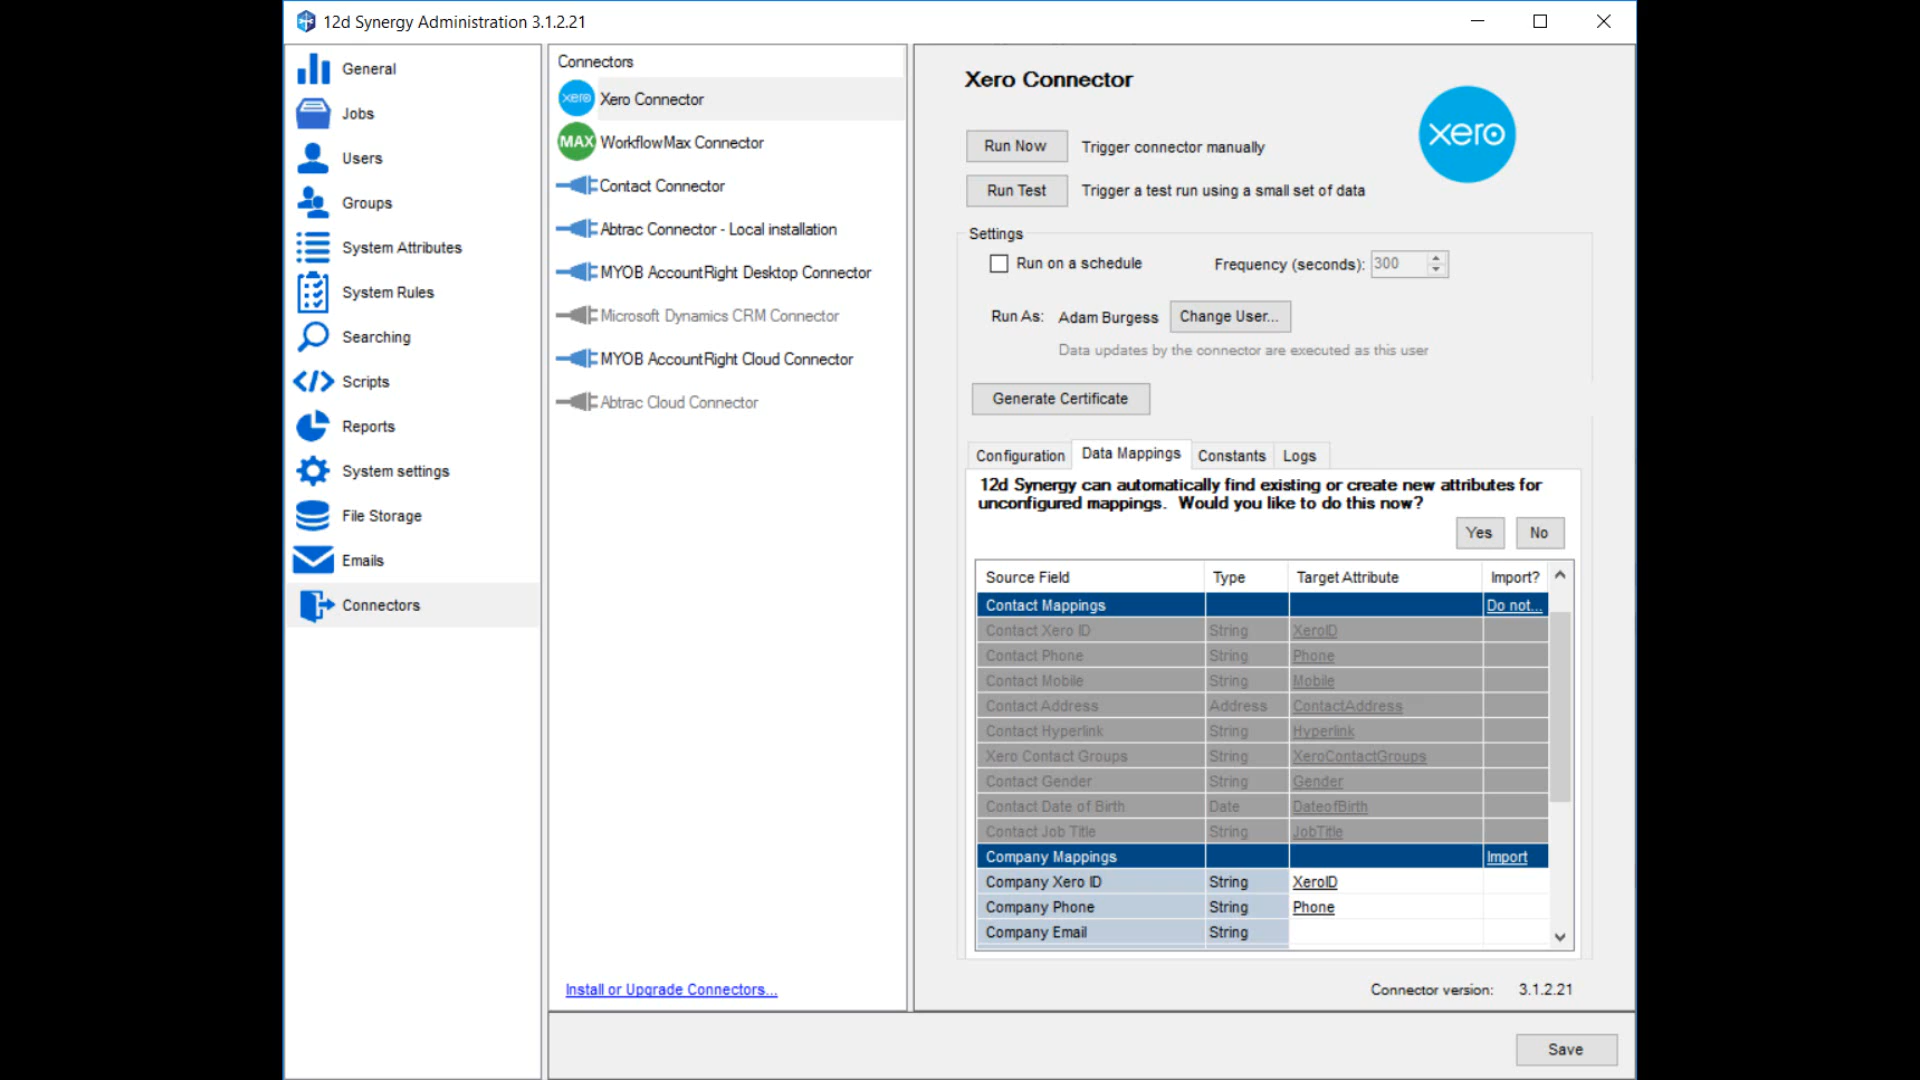 12d Synergy Administration 3.1.2.21
General
Jobs
Users
Groups
System Attributes
System Rules
Searching
Scripts
Reports
System settings
File Storage
Emails
Connectors
Connectors
xero Xero Connector
MAX WorkflowMax Connector
Contact Connector
Abtrac Connector - Local installation
MYOB AccountRight Desktop Connector
Microsoft Dynamics CRM Connector
MYOB AccountRight Cloud Connector
Abtrac Cloud Connector
Install or Upgrade Connectors...
Xero Connector
xero
Run Now Trigger connector manually
Run Test Trigger a test run using a small set of data
Settings
Run on a schedule Frequency (seconds): 300
Run As: Adam Burgess Change User...
Data updates by the connector are executed as this user
Generate Certificate
Configuration Data Mappings Constants Logs
12d Synergy can automatically find existing or create new attributes for
unconfigured mappings. Would you like to do this now?
Yes No
Source Field Type Target Attribute Import?
Contact Mappings Do not...
Contact Xero ID String XeroID
Contact Phone String Phone
Contact Mobile String Mobile
Contact Address Address ContactAddress
Contact Hyperlink String Hyperlink
Xero Contact Groups String XeroContactGroups
Contact Gender String Gender
Contact Date of Birth Date DateofBirth
Contact Job Title String JobTitle
Company Mappings Import
Company Xero ID String XeroID
Company Phone String Phone
Company Email String
Connector version: 3.1.2.21
Save